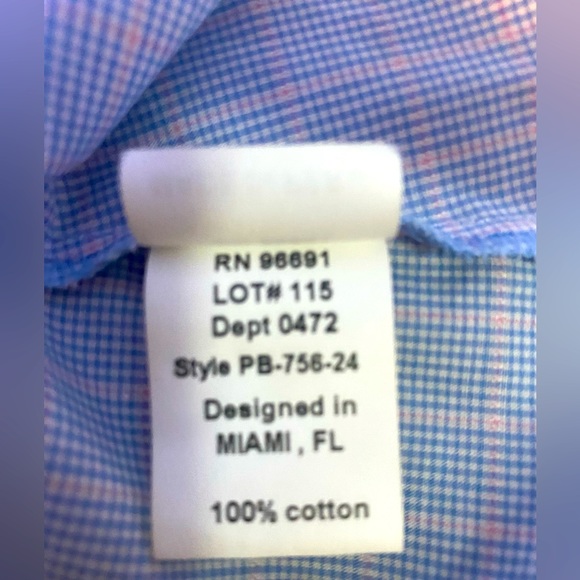 RN 96691
LOT# 115
Dept 0472
Style PB-756-24
Designed in
MIAMI , FL
100% cotton